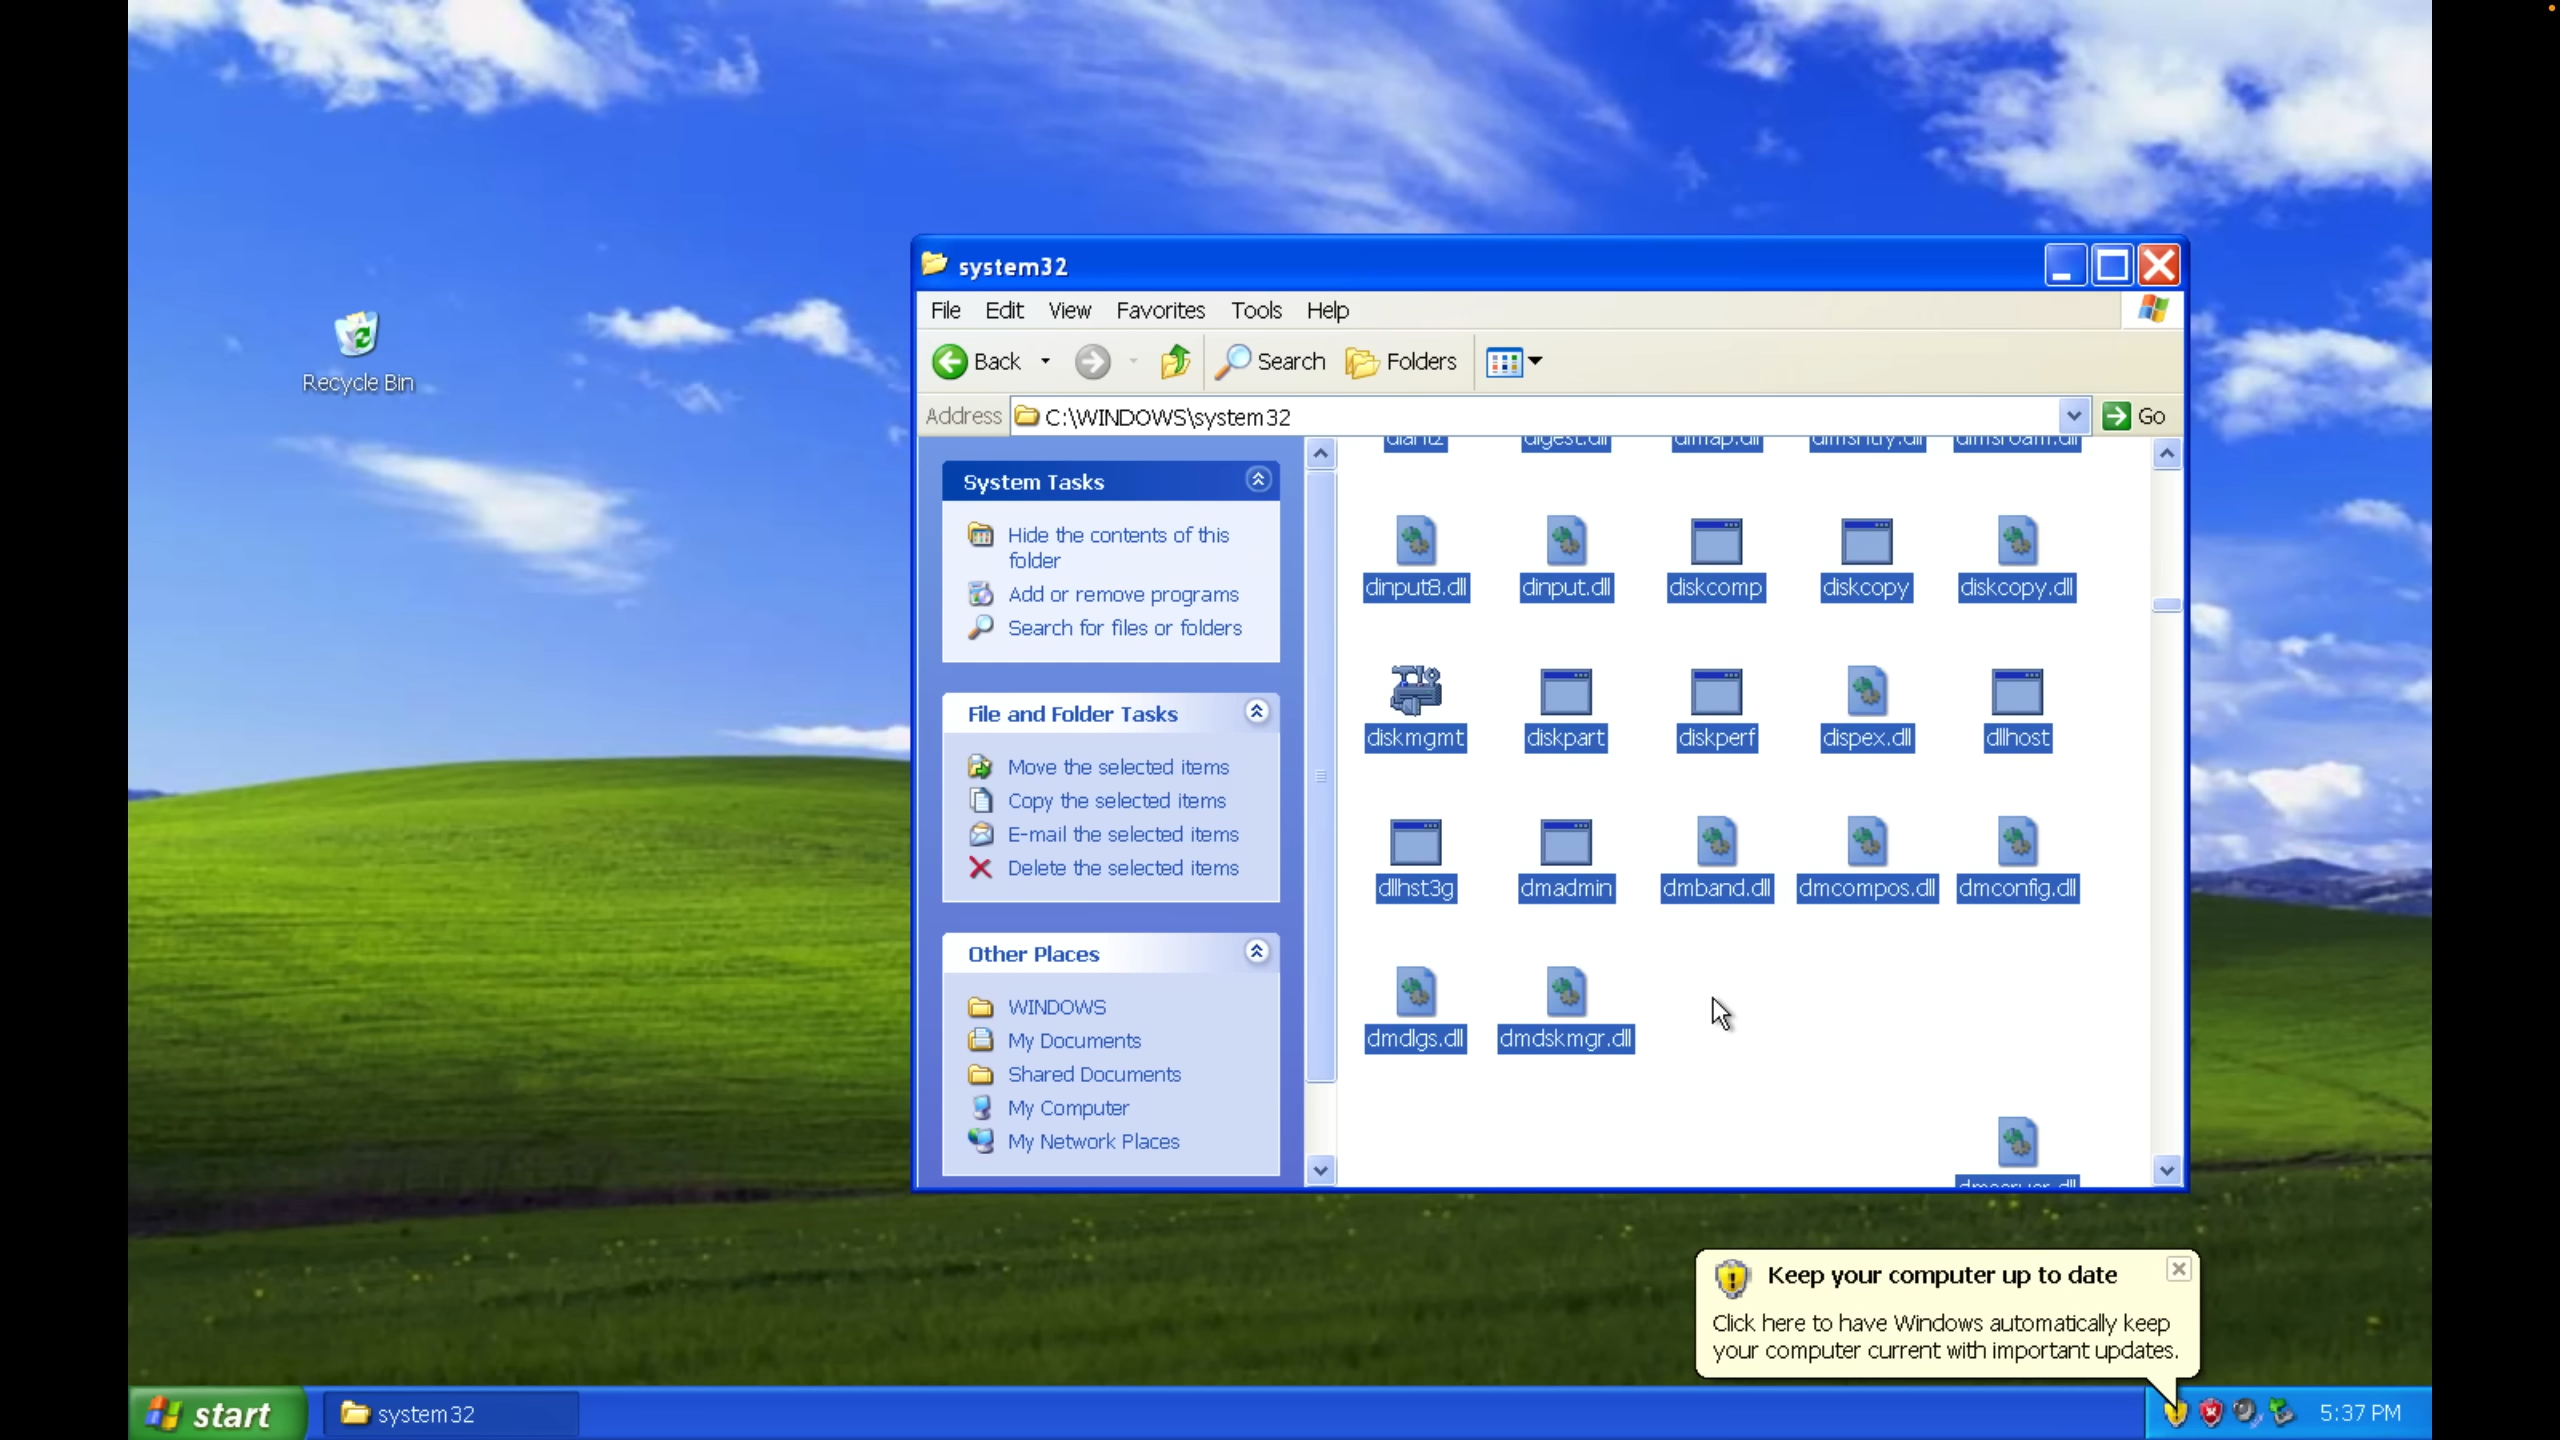 Recycle Bin
system32
File Edit View Favorites Tools Help
Back Search Folders
Address C:\WINDOWS\system32 Go
System Tasks
Hide the contents of this
folder
Add or remove programs
Search for files or folders
File and Folder Tasks
Move the selected items
Copy the selected items
E-mail the selected items
Delete the selected items
Other Places
WINDOWS
My Documents
Shared Documents
My Computer
My Network Places
digest.dll
dinput8.dll dinput.dll diskcomp diskcopy diskcopy.dll
diskmgmt diskpart diskperf dispex.dll dllhost
dllhst3g dmadmin dmband.dll dmcompos.dll dmconfig.dll
dmdlgs.dll dmdskmgr.dll
Keep your computer up to date
Click here to have Windows automatically keep
your computer current with important updates.
start system32 5:37 PM